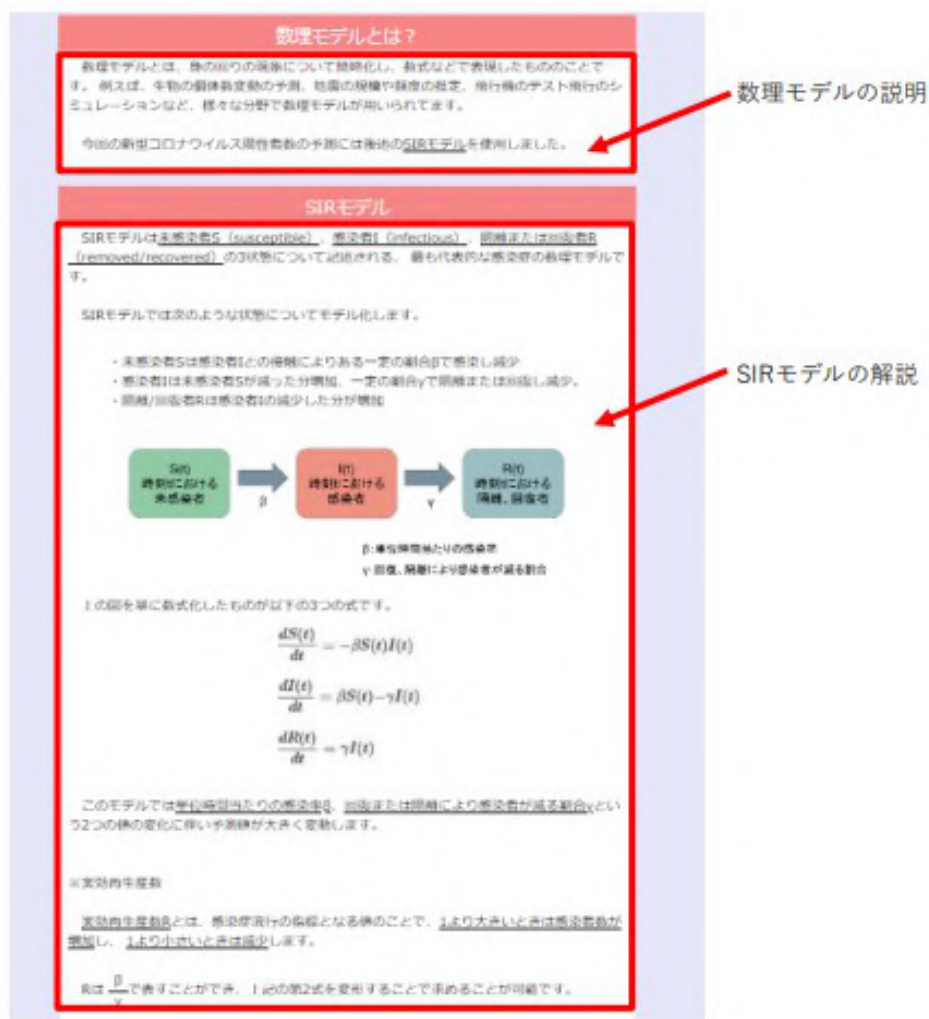 数理モデルとは？
数理モデルとは、身の回りの現象について簡略化し、数式などで表現したもののことで
す。 例えば、生物の個体数変動の予測、地震の規模や頻度の推定、飛行機のテスト飛行のシ
ミュレーションなど、様々な分野で数理モデルが用いられてます。
今回の新型コロナウイルス陽性者数の予測には後述のSIRモデルを使用しました。
数理モデルの説明
SIRモデル
SIRモデルは未感染者S（susceptible）、感染者I（infectious）、隔離または回復者R
（removed/recovered）の3状態について記述される、 最も代表的な感染症の数理モデルで
す。
SIRモデルでは次のような状態についてモデル化します。
・未感染者Sは感染者Iとの接触によりある一定の割合βで感染し減少
・感染者Iは未感染者Sが減った分増加、一定の割合γで隔離または回復し減少。
・隔離/回復者Rは感染者Iの減少した分が増加
SIRモデルの解説
S(t)
時刻tにおける
未感染者
β
I(t)
時刻tにおける
感染者
γ
R(t)
時刻tにおける
隔離、回復者
β：単位時間当たりの感染率
γ：回復、隔離により感染者が減る割合
上の図を基に数式化したものが以下の3つの式です。
dS(t)/dt = −βS(t)I(t)
dI(t)/dt = βS(t)−γI(t)
dR(t)/dt = γI(t)
このモデルでは単位時間当たりの感染率β、回復または隔離により感染者が減る割合γとい
う2つの値の変化に伴い予測値が大きく変動します。
※実効再生産数
実効再生産数Rとは、感染症流行の指標となる値のことで、1より大きいときは感染者数が
増加し、 1より小さいときは減少します。
Rは β/γ で表すことができ、上記の第2式を変形することで求めることが可能です。